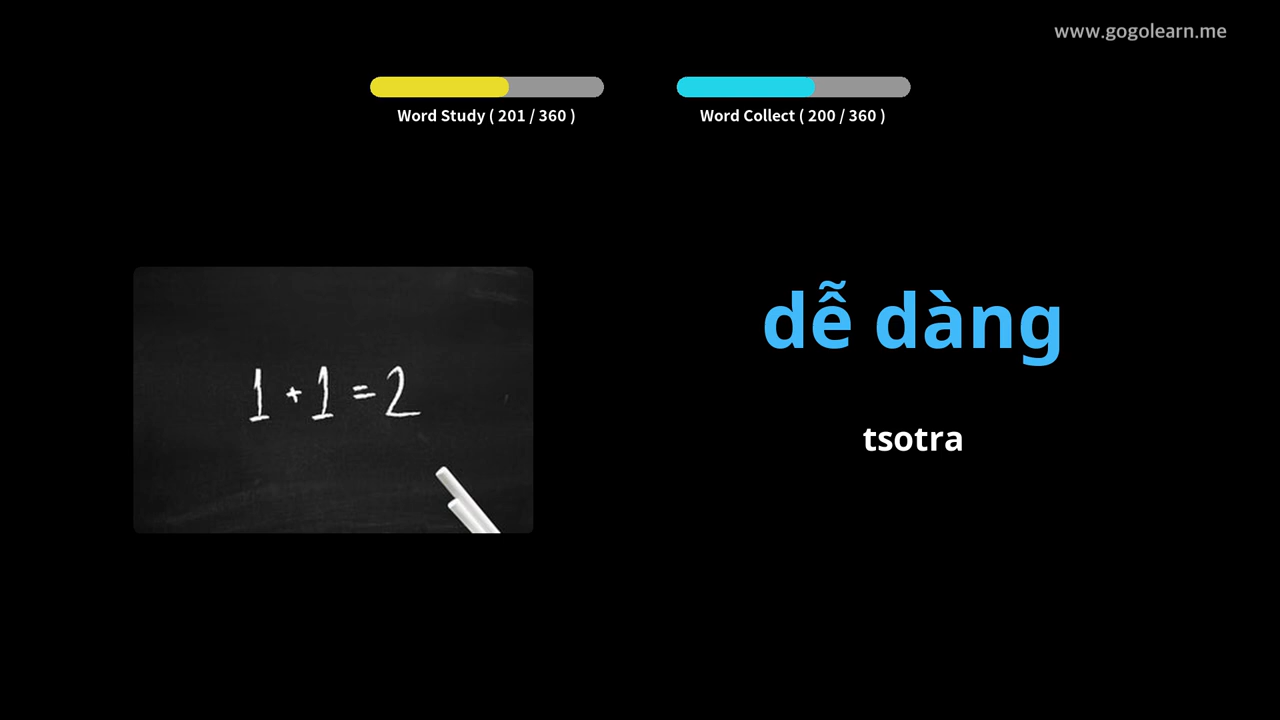 www.gogolearn.me
Word Study ( 201 / 360 )
Word Collect ( 200 / 360 )
1 + 1 = 2
dễ dàng
tsotra